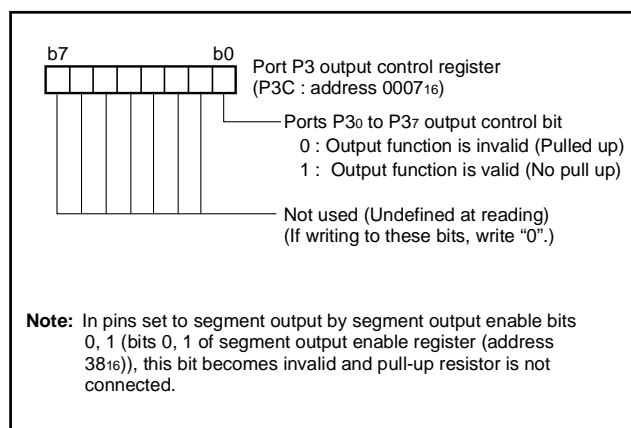 b7 b0
Port P3 output control register
(P3C : address 000716)
Ports P30 to P37 output control bit
0 : Output function is invalid (Pulled up)
1 : Output function is valid (No pull up)
Not used (Undefined at reading)
(If writing to these bits, write “0”.)
Note: In pins set to segment output by segment output enable bits
0, 1 (bits 0, 1 of segment output enable register (address
3816)), this bit becomes invalid and pull-up resistor is not
connected.